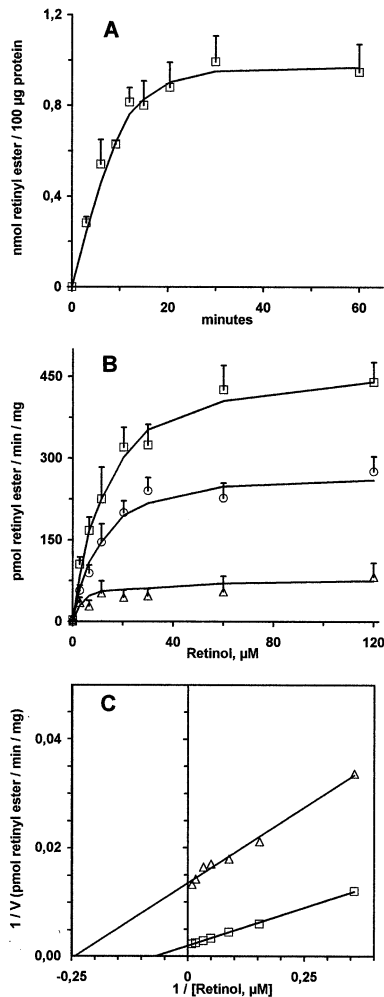 A
nmol retinyl ester / 100 µg protein
1,2
0,8
0,4
0
0 20 40 60
minutes
B
pmol retinyl ester / min / mg
450
300
150
0
0 40 80 120
Retinol, µM
C
1 / V (pmol retinyl ester / min / mg)
0,04
0,02
0,00
-0,25 0 0,25
1 / [Retinol, µM]